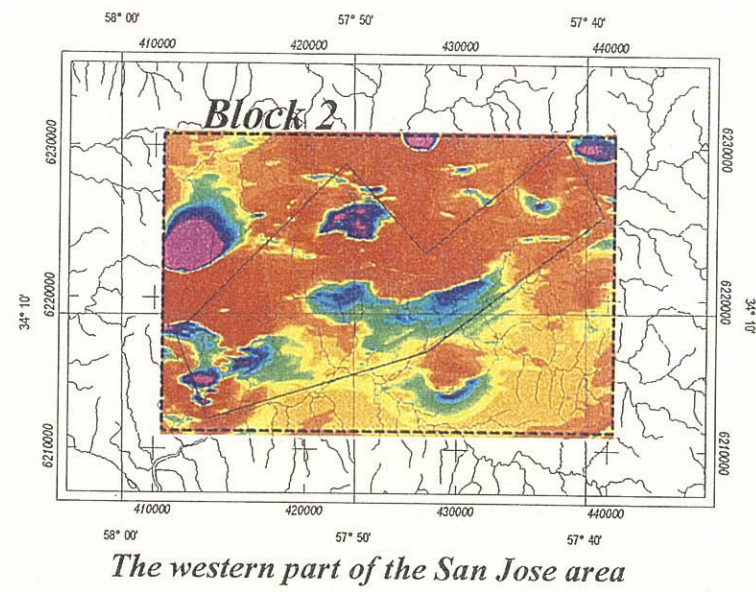 58° 00' 57° 50' 57° 40'
410000 420000 430000 440000
Block 2
6230000 6230000
6220000 6220000
34° 10' 34° 10'
6210000 6210000
410000 420000 430000 440000
58° 00' 57° 50' 57° 40'
The western part of the San Jose area